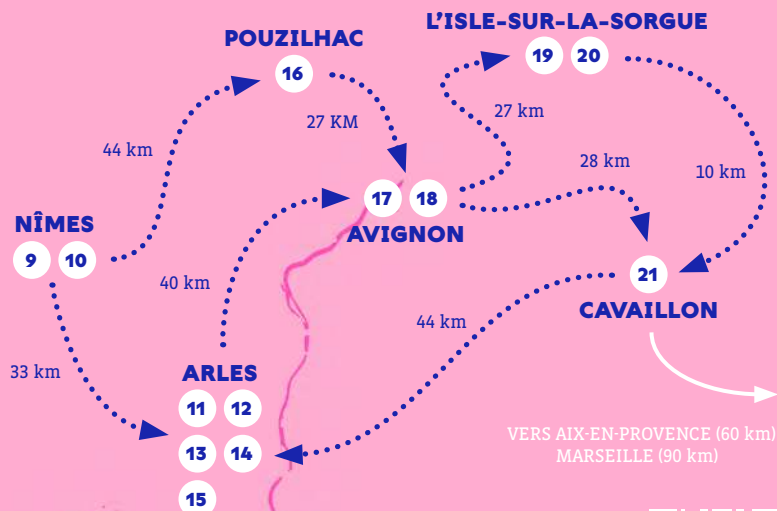 L'ISLE-SUR-LA-SORGUE
19 20
POUZILHAC
16
27 KM
27 km
44 km
28 km
10 km
17 18
AVIGNON
NÎMES
9 10
40 km
21
CAVAILLON
44 km
33 km
ARLES
11 12
13 14
15
VERS AIX-EN-PROVENCE (60 km)
MARSEILLE (90 km)